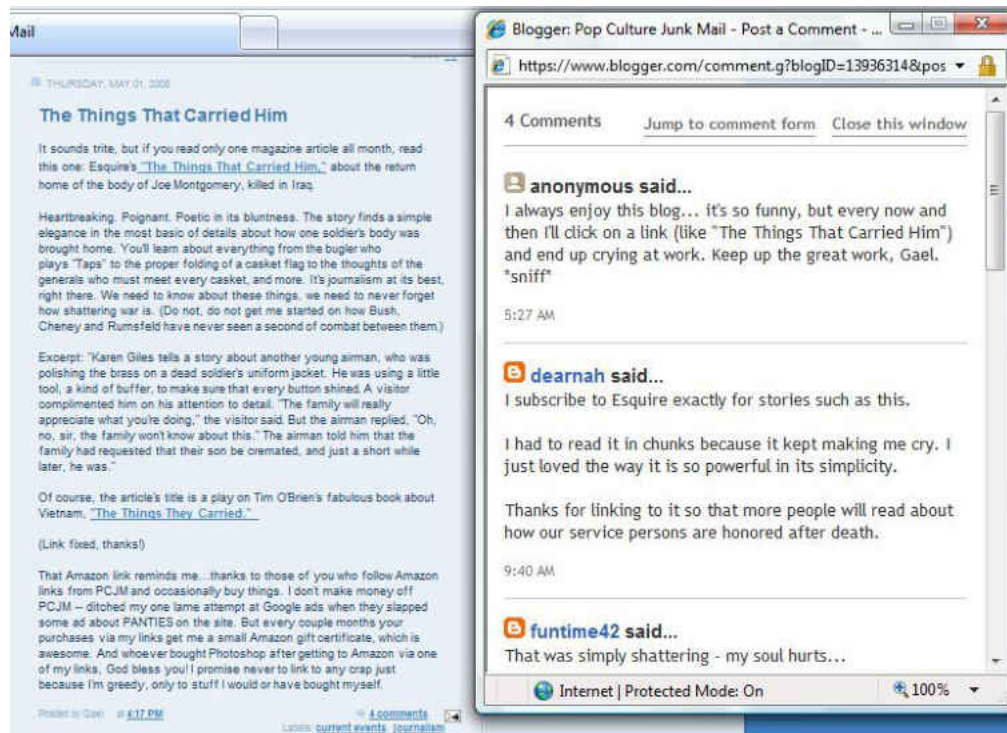 Mail
THURSDAY, MAY 01, 2008
The Things That Carried Him
It sounds trite, but if you read only one magazine article all month, read
this one: Esquire's "The Things That Carried Him," about the return
home of the body of Joe Montgomery, killed in Iraq.
Heartbreaking. Poignant. Poetic in its bluntness. The story finds a simple
elegance in the most basic of details about how one soldier's body was
brought home. You'll learn about everything from the bugler who
plays "Taps" to the proper folding of a casket flag to the thoughts of the
generals who must meet every casket, and more. It's journalism at its best,
right there. We need to know about these things, we need to never forget
how shattering war is. (Do not, do not get me started on how Bush,
Cheney and Rumsfeld have never seen a second of combat between them.)
Excerpt: "Karen Giles tells a story about another young airman, who was
polishing the brass on a dead soldier's uniform jacket. He was using a little
tool, a kind of buffer, to make sure that every button shined. A visitor
complimented him on his attention to detail. "The family will really
appreciate what you're doing," the visitor said. But the airman replied, "Oh,
no, sir, the family won't know about this." The airman told him that the
family had requested that their son be cremated, and just a short while
later, he was."
Of course, the article's title is a play on Tim O'Brien's fabulous book about
Vietnam, "The Things They Carried."
(Link fixed, thanks!)
That Amazon link reminds me...thanks to those of you who follow Amazon
links from PCJM and occasionally buy things. I don't make money off
PCJM -- ditched my one lame attempt at Google ads when they slapped
some ad about PANTIES on the site. But every couple months your
purchases via my links get me a small Amazon gift certificate, which is
awesome. And whoever bought Photoshop after getting to Amazon via one
of my links, God bless you! I promise never to link to any crap just
because I'm greedy, only to stuff I would or have bought myself.
Posted by Gael at 4:17 PM
4 comments
Labels: current events, journalism
Blogger: Pop Culture Junk Mail - Post a Comment - ...
https://www.blogger.com/comment.g?blogID=13936314&pos
4 Comments Jump to comment form Close this window
anonymous said...
I always enjoy this blog... it's so funny, but every now and
then I'll click on a link (like "The Things That Carried Him")
and end up crying at work. Keep up the great work, Gael.
*sniff*
5:27 AM
dearnah said...
I subscribe to Esquire exactly for stories such as this.
I had to read it in chunks because it kept making me cry. I
just loved the way it is so powerful in its simplicity.
Thanks for linking to it so that more people will read about
how our service persons are honored after death.
9:40 AM
funtime42 said...
That was simply shattering - my soul hurts...
Internet | Protected Mode: On 100%